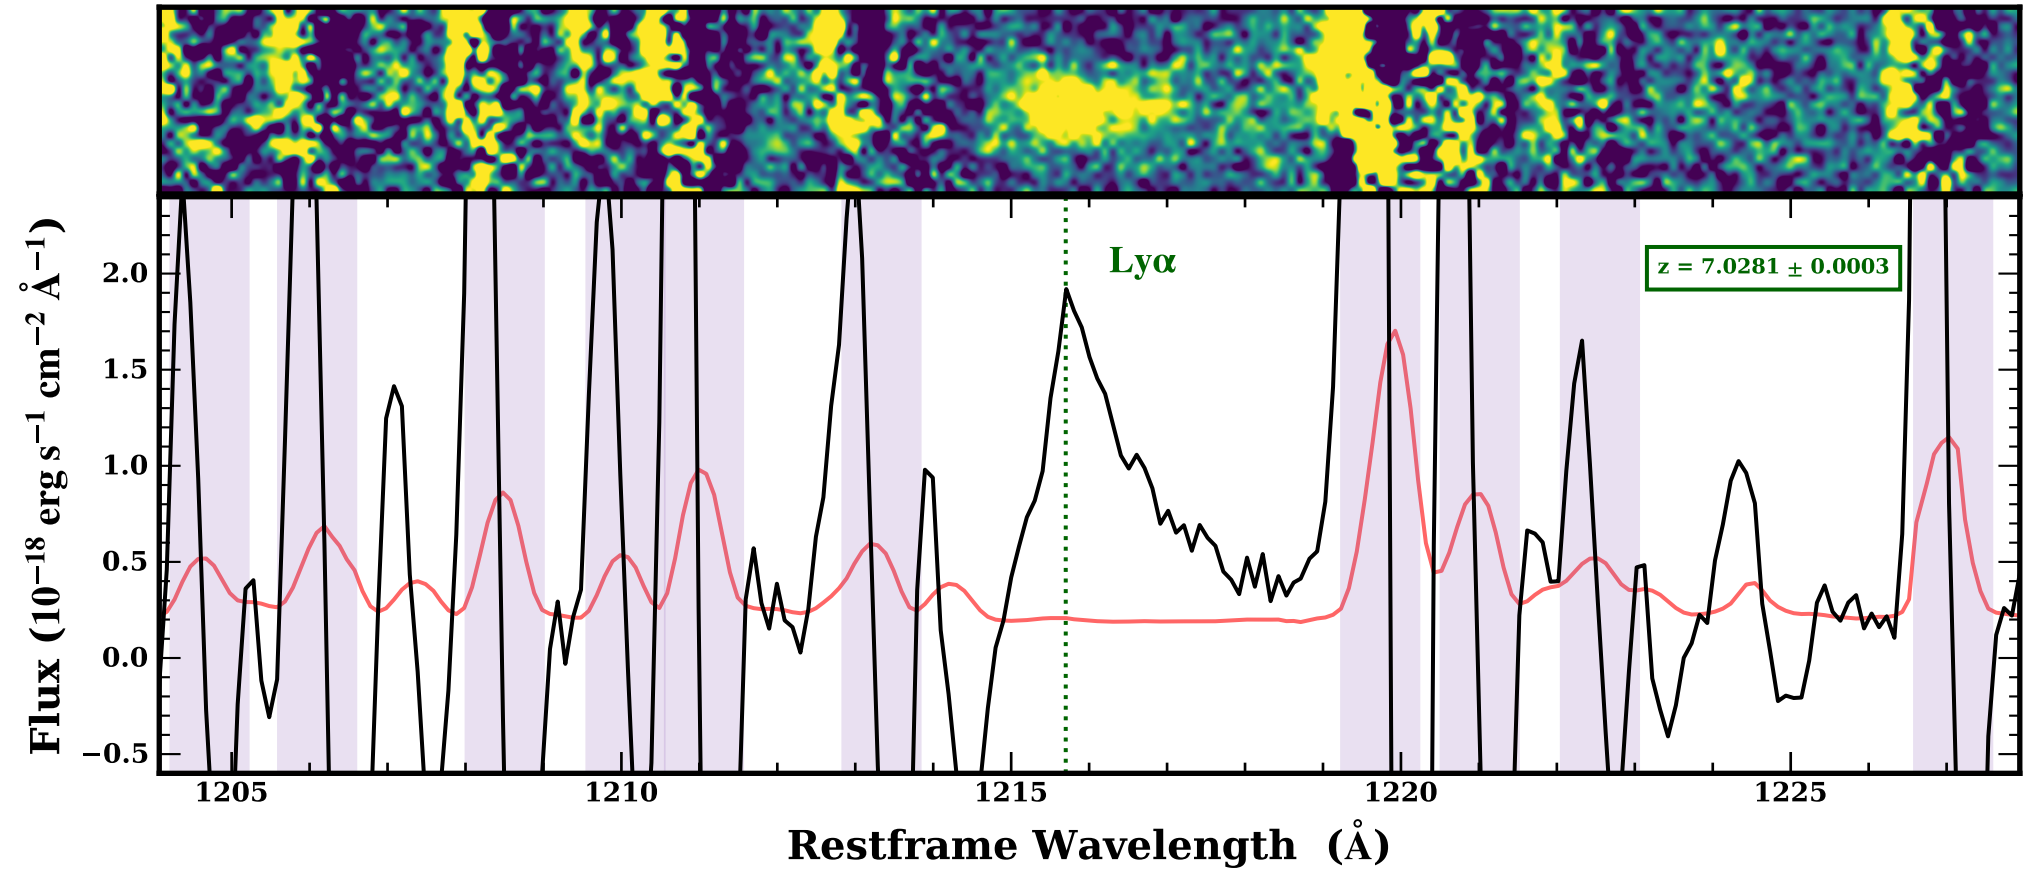 Lyα
z = 7.0281 ± 0.0003
Flux (10⁻¹⁸ erg s⁻¹ cm⁻² Å⁻¹)
2.0
1.5
1.0
0.5
0.0
−0.5
1205 1210 1215 1220 1225
Restframe Wavelength (Å)